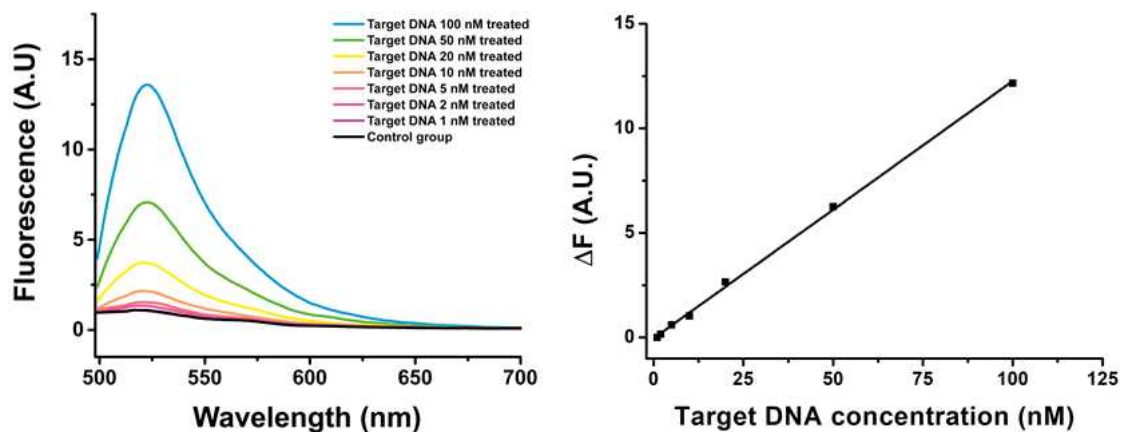 Target DNA 100 nM treated
Target DNA 50 nM treated
Target DNA 20 nM treated
Target DNA 10 nM treated
Target DNA 5 nM treated
Target DNA 2 nM treated
Target DNA 1 nM treated
Control group
Fluorescence (A.U)
15
10
5
0
500 550 600 650 700
Wavelength (nm)
ΔF (A.U.)
15
10
5
0
0 25 50 75 100 125
Target DNA concentration (nM)